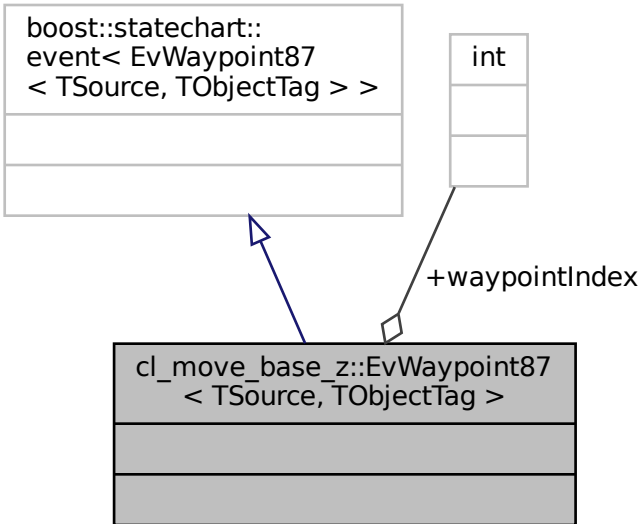 boost::statechart::
event< EvWaypoint87
< TSource, TObjectTag > >
int
+waypointIndex
cl_move_base_z::EvWaypoint87
< TSource, TObjectTag >